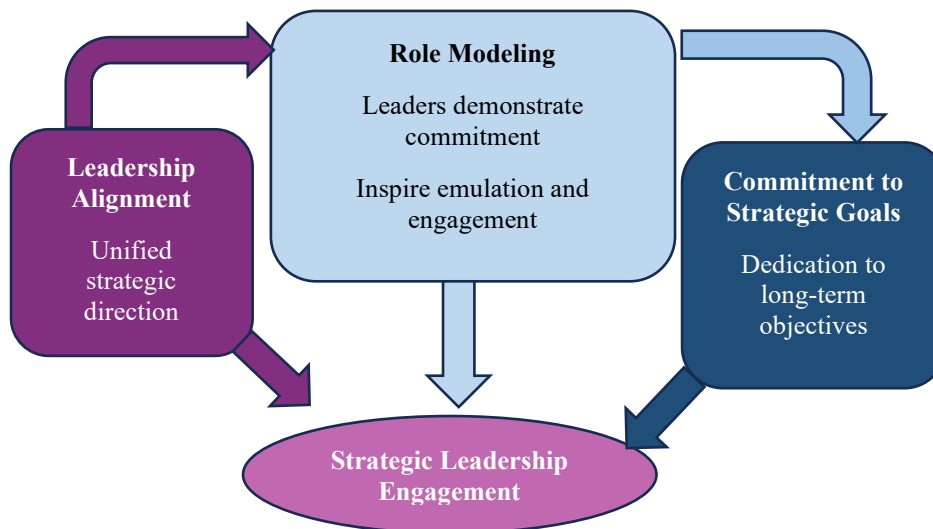 Role Modeling
Leaders demonstrate
commitment
Inspire emulation and
engagement
Leadership
Alignment
Unified
strategic
direction
Commitment to
Strategic Goals
Dedication to
long-term
objectives
Strategic Leadership
Engagement